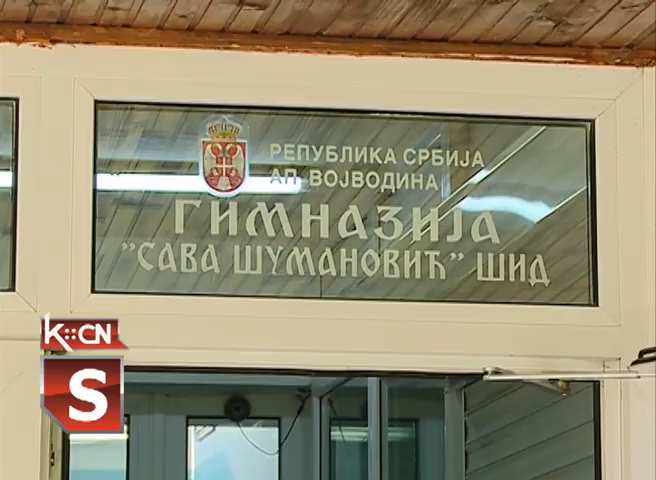 РЕПУБЛИКА СРБИЈА
АП ВОЈВОДИНА
ГИМНАЗИЈА
"САВА ШУМАНОВИЋ" ШИД
K::CN
S